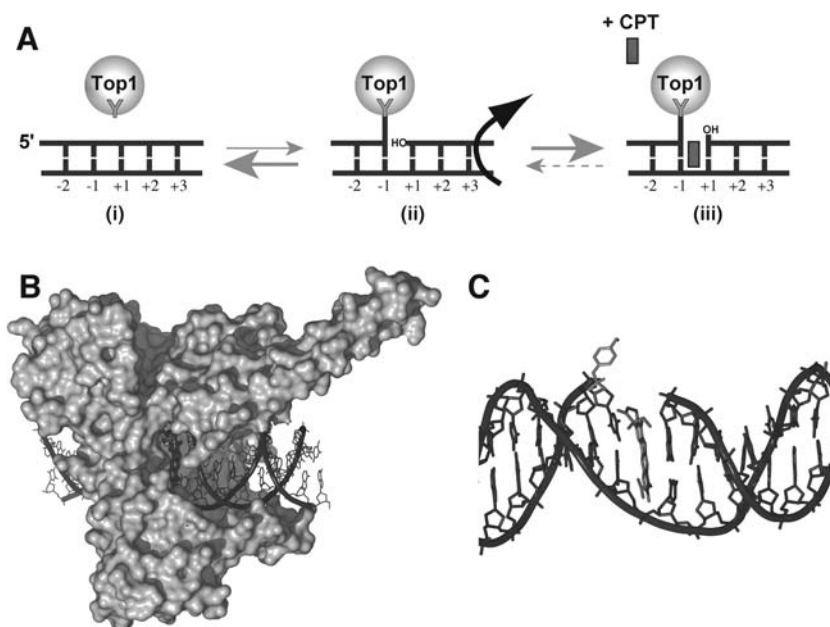 A
+ CPT
Top1
Top1
Top1
Y
Y
Y
5'
HO
OH
-2 -1 +1 +2 +3
-2 -1 +1 +2 +3
-2 -1 +1 +2 +3
(i)
(ii)
(iii)
B
C